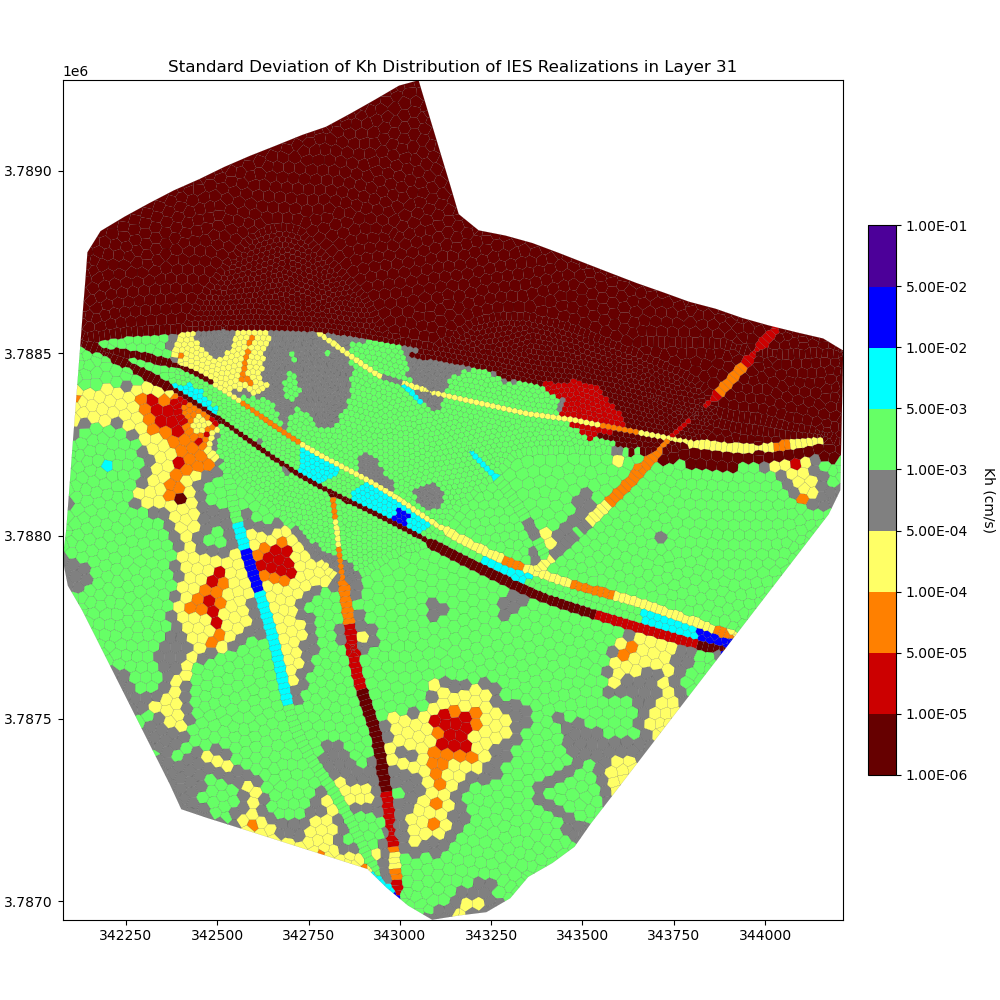 Standard Deviation of Kh Distribution of IES Realizations in Layer 31
1e6
3.7890
3.7885
3.7880
3.7875
3.7870
342250 342500 342750 343000 343250 343500 343750 344000
1.00E-01
5.00E-02
1.00E-02
5.00E-03
1.00E-03
5.00E-04
1.00E-04
5.00E-05
1.00E-05
1.00E-06
Kh (cm/s)